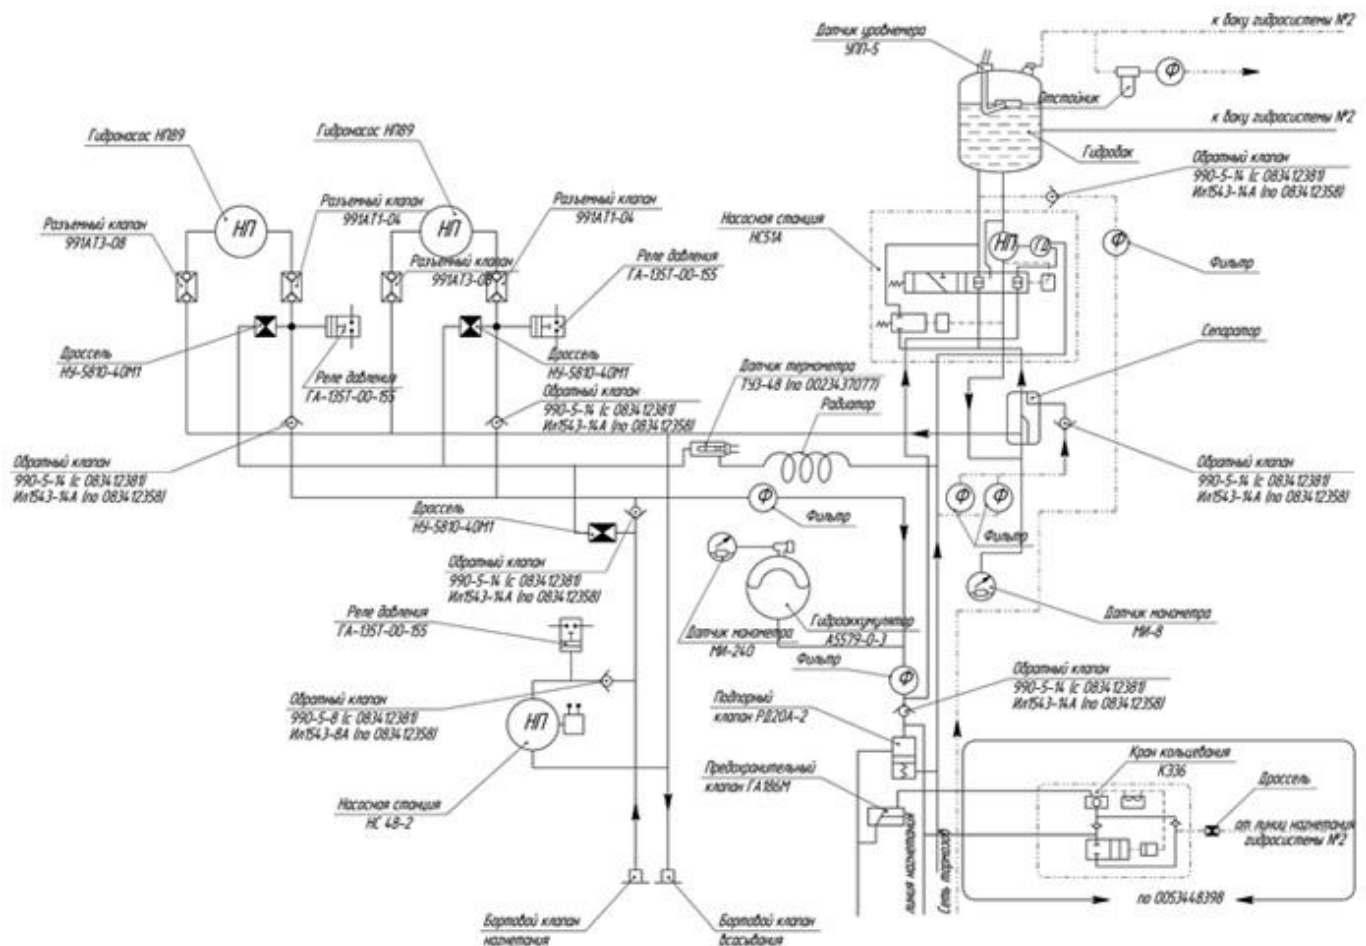 к баку гидросистемы №2
Датчик уровнемера
УПП-5
Ф
Отстойник
к баку гидросистемы №2
Гидробак
Обратный клапан
990-5-14 (с 083412381)
Ил1543-14А (по 083412358)
Гидронасос НП89
Гидронасос НП89
НП
НП
Разъемный клапан
991АТ3-08
Разъемный клапан
991АТ1-04
Разъемный клапан
991АТ3-08
Разъемный клапан
991АТ1-04
Реле давления
ГА-135Т-00-155
Насосная станция
НС51А
НП
Ф
Фильтр
Дроссель
НУ-5810-40М1
Реле давления
ГА-135Т-00-155
Дроссель
НУ-5810-40М1
Обратный клапан
990-5-14 (с 083412381)
Ил1543-14А (по 083412358)
Датчик термометра
ТУЭ-48 (по 0023437077)
Радиатор
Сепаратор
Обратный клапан
990-5-14 (с 083412381)
Ил1543-14А (по 083412358)
Обратный клапан
990-5-14 (с 083412381)
Ил1543-14А (по 083412358)
Дроссель
НУ-5810-40М1
Ф
Фильтр
Ф
Ф
Фильтр
Обратный клапан
990-5-14 (с 083412381)
Ил1543-14А (по 083412358)
Реле давления
ГА-135Т-00-155
Датчик манометра
МИ-240
Гидроаккумулятор
А5579-0-3
Датчик манометра
МИ-8
Фильтр
Ф
Обратный клапан
990-5-8 (с 083412381)
Ил1543-8А (по 083412358)
НП
Насосная станция
НС 48-2
Подпорный
клапан РД20А-2
Обратный клапан
990-5-14 (с 083412381)
Ил1543-14А (по 083412358)
Предохранительный
клапан ГА186М
Кран кольцевания
К336
Дроссель
от линии нагнетания
гидросистемы №2
линия нагнетания
Сеть тормозов
по 0053448398
Бортовой клапан
нагнетания
Бортовой клапан
всасывания